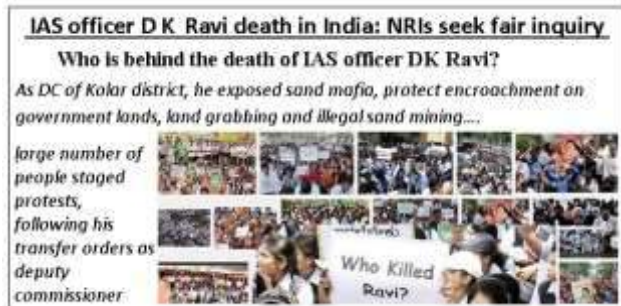 IAS officer D K Ravi death in India: NRIs seek fair inquiry
Who is behind the death of IAS officer DK Ravi?
As DC of Kolar district, he exposed sand mafia, protect encroachment on
government lands, land grabbing and illegal sand mining....
large number of
people staged
protests,
following his
transfer orders as
deputy
commissioner
Who Killed
Ravi?